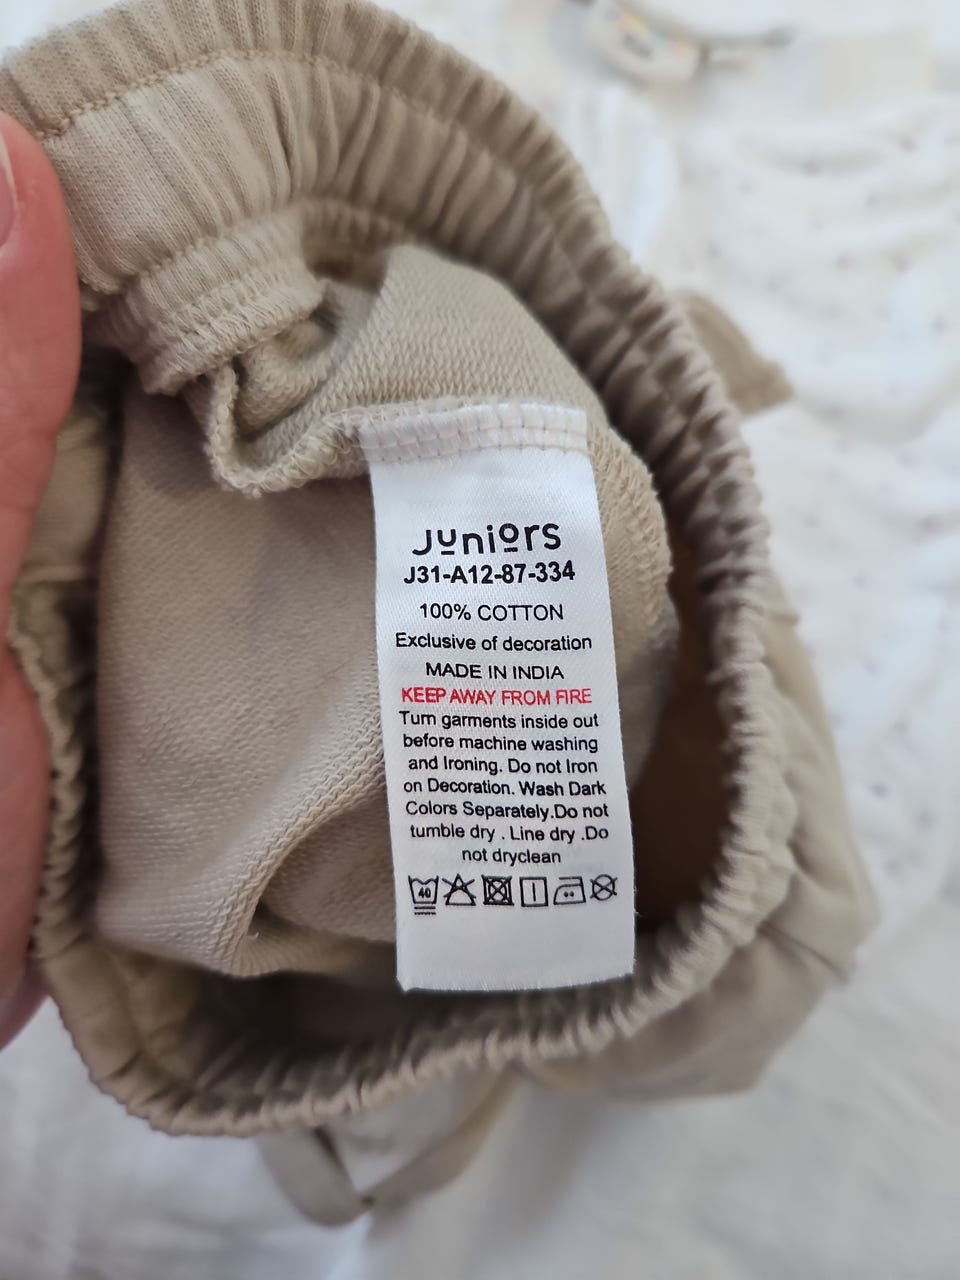 Juniors
J31-A12-87-334
100% COTTON
Exclusive of decoration
MADE IN INDIA
KEEP AWAY FROM FIRE
Turn garments inside out
before machine washing
and Ironing. Do not Iron
on Decoration. Wash Dark
Colors Separately.Do not
tumble dry . Line dry .Do
not dryclean
40